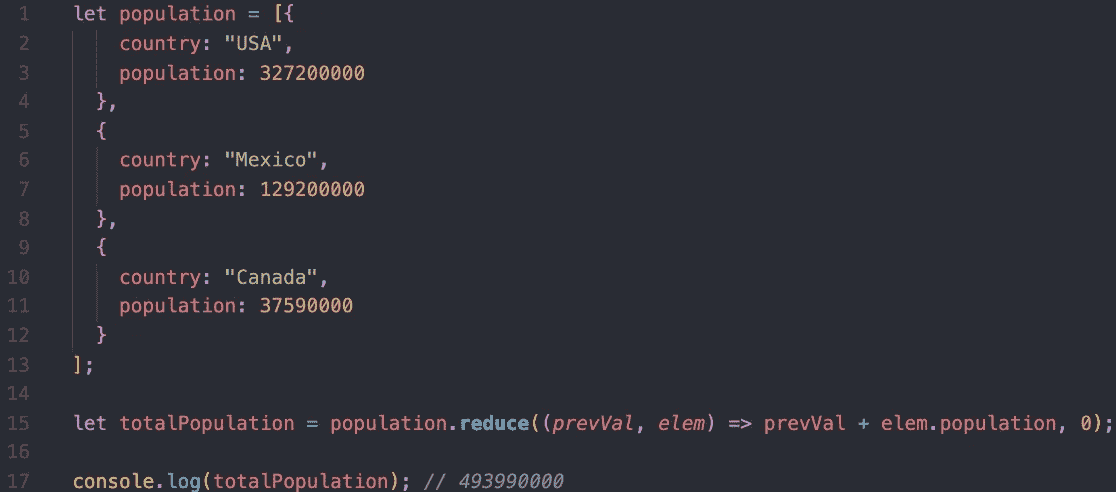 1 let population = [{
2 country: "USA",
3 population: 327200000
4 },
5 {
6 country: "Mexico",
7 population: 129200000
8 },
9 {
10 country: "Canada",
11 population: 37590000
12 }
13 ];
14
15 let totalPopulation = population.reduce((prevVal, elem) => prevVal + elem.population, 0);
16
17 console.log(totalPopulation); // 493990000